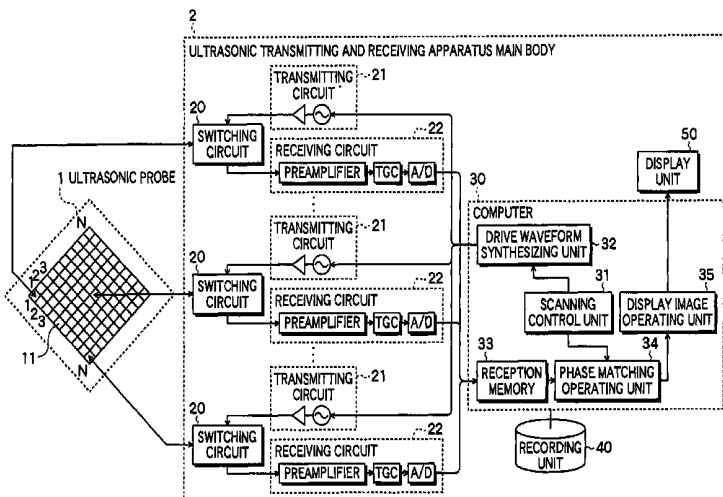 2
ULTRASONIC TRANSMITTING AND RECEIVING APPARATUS MAIN BODY
TRANSMITTING
CIRCUIT
21
20
SWITCHING
CIRCUIT
22
RECEIVING CIRCUIT
PREAMPLIFIER
TGC
A/D
50
DISPLAY
UNIT
1 ULTRASONIC PROBE
N
1 2 3
1 2 3
N
11
TRANSMITTING
CIRCUIT
21
20
SWITCHING
CIRCUIT
22
RECEIVING CIRCUIT
PREAMPLIFIER
TGC
A/D
30
COMPUTER
DRIVE WAVEFORM
SYNTHESIZING UNIT
32
31
SCANNING
CONTROL UNIT
35
DISPLAY IMAGE
OPERATING UNIT
33
RECEPTION
MEMORY
34
PHASE MATCHING
OPERATING UNIT
TRANSMITTING
CIRCUIT
21
20
SWITCHING
CIRCUIT
22
RECEIVING CIRCUIT
PREAMPLIFIER
TGC
A/D
RECORDING
UNIT
40